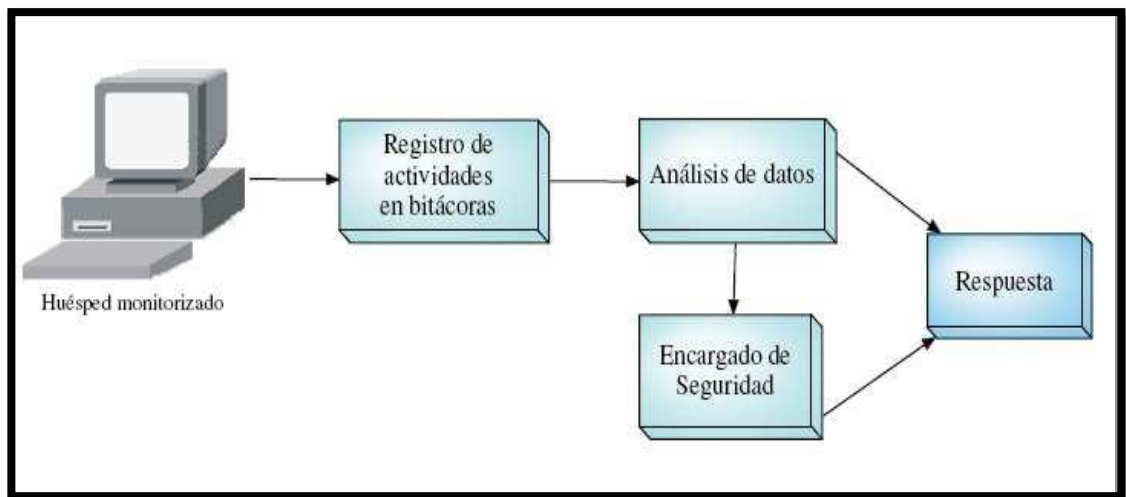 Huésped monitorizado
Registro de
actividades
en bitácoras
Análisis de datos
Encargado de
Seguridad
Respuesta